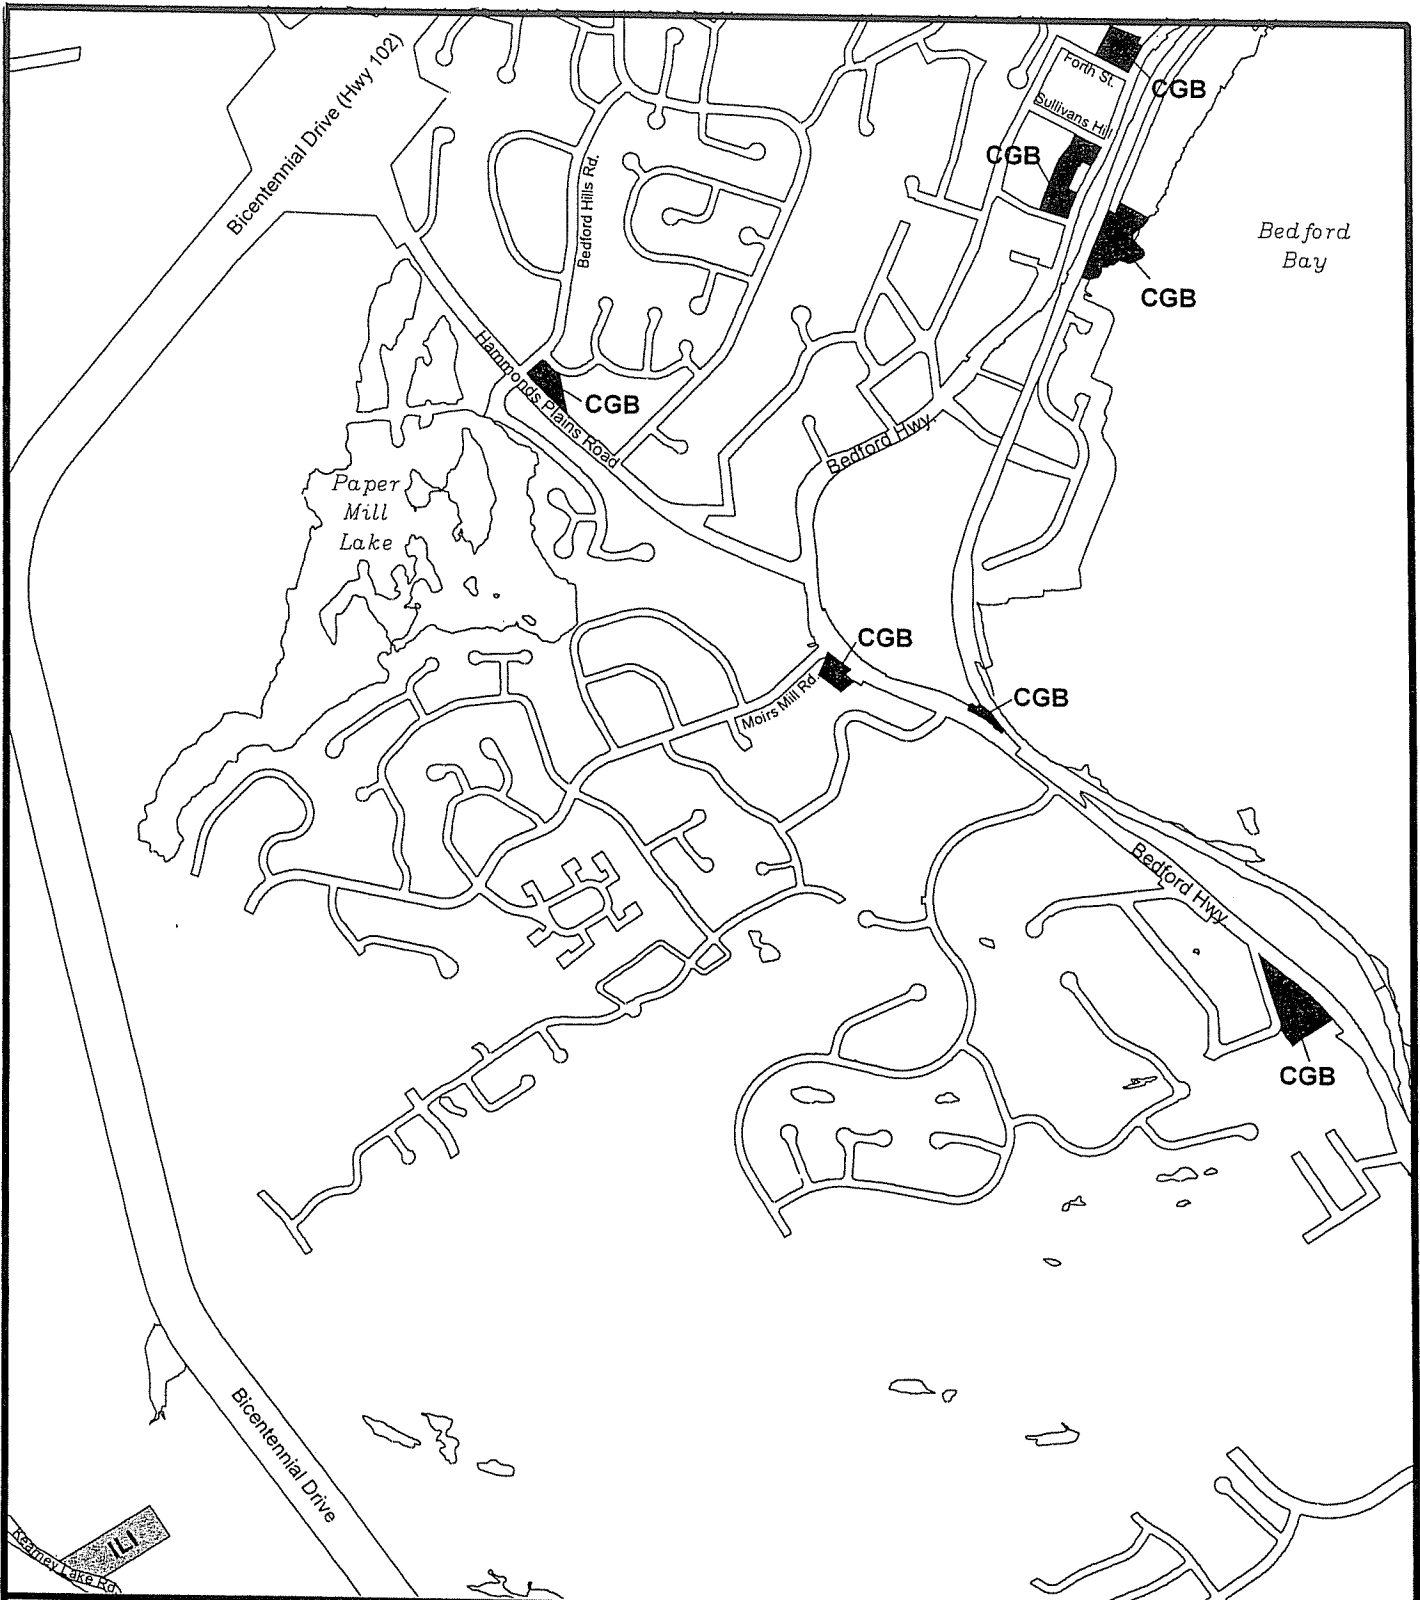 Bicentennial Drive (Hwy 102)
Forth St.
CGB
Sullivans Hill
CGB
Bedford Hills Rd.
Bedford
Bay
CGB
Hammonds Plains Road
CGB
Bedford Hwy.
Paper
Mill
Lake
CGB
Moirs Mill Rd.
CGB
Bedford Hwy
CGB
Bicentennial Drive
ILI
Kearney Lake Rd.